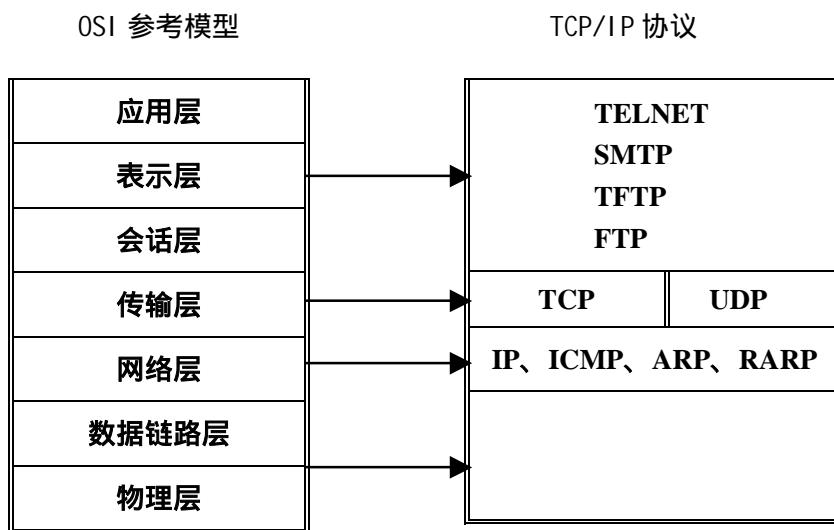 OSI 参考模型
TCP/IP 协议
应用层
表示层
会话层
传输层
网络层
数据链路层
物理层
TELNET
SMTP
TFTP
FTP
TCP
UDP
IP、ICMP、ARP、RARP